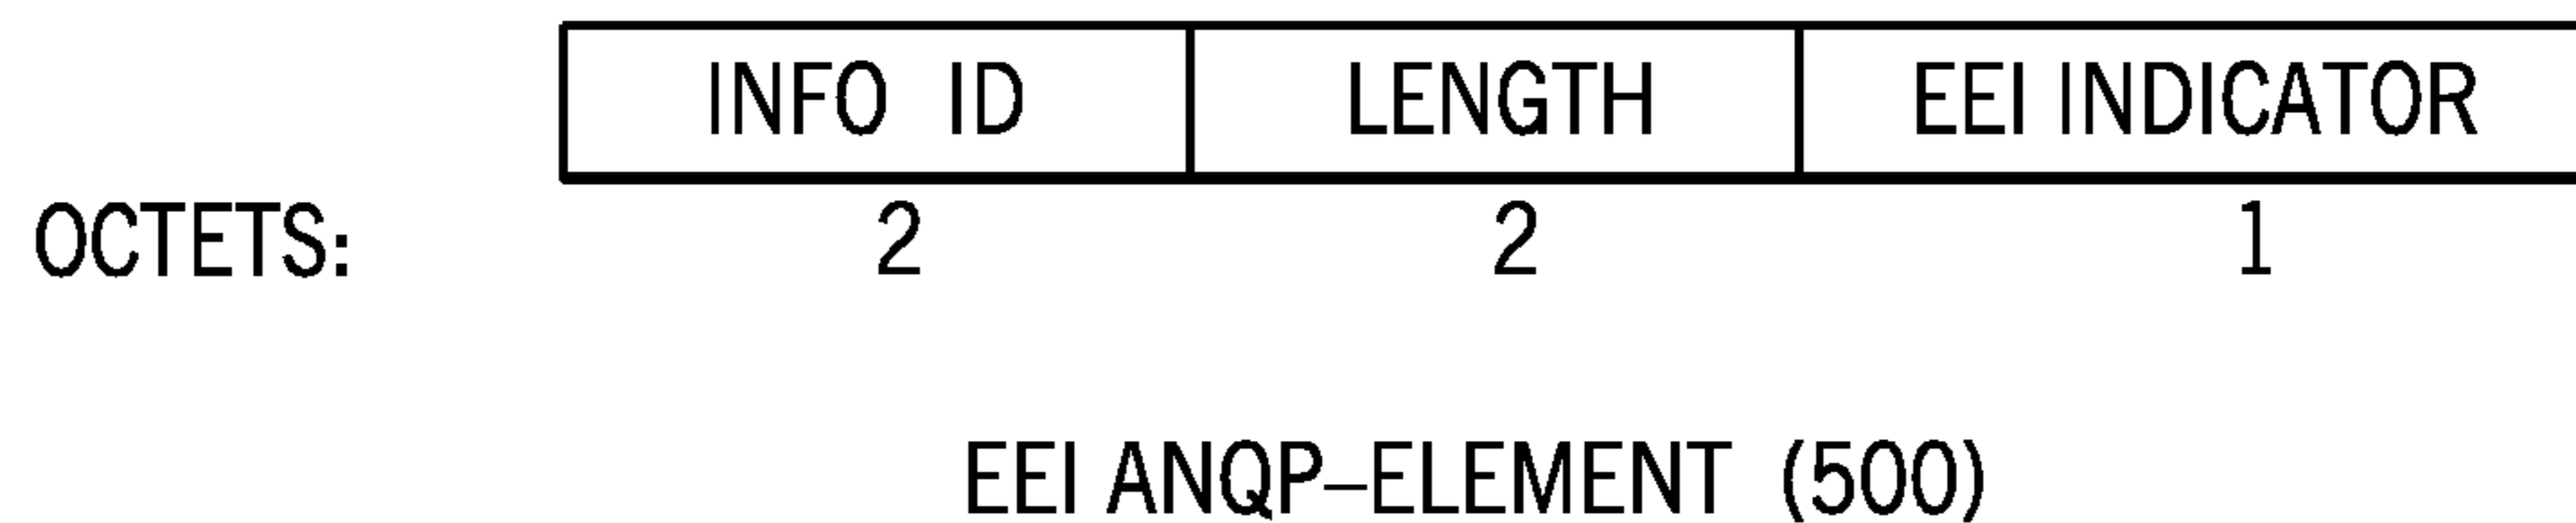 INFO ID LENGTH EEI INDICATOR
OCTETS: 2 2 1
EEI ANQP–ELEMENT (500)